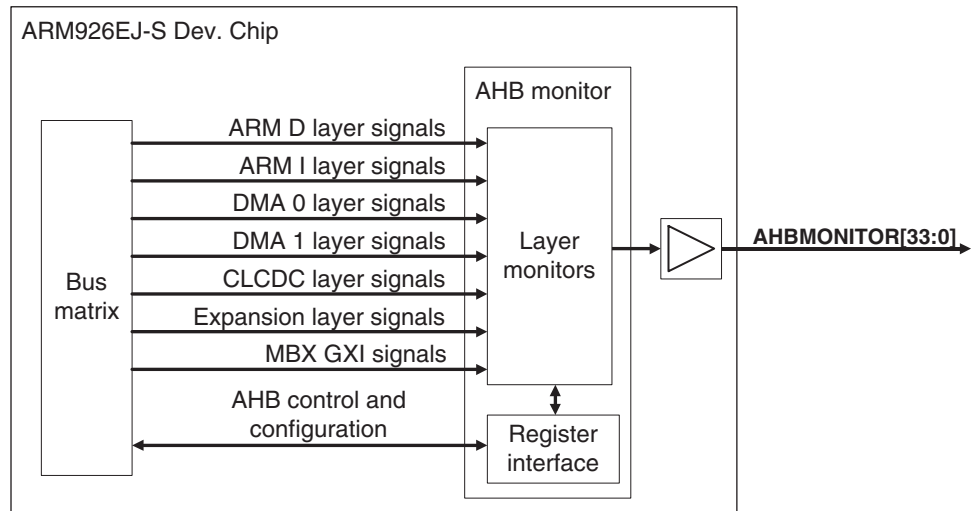 ARM926EJ-S Dev. Chip
AHB monitor
ARM D layer signals
ARM I layer signals
DMA 0 layer signals
DMA 1 layer signals
CLCDC layer signals
Expansion layer signals
MBX GXI signals
AHB control and
configuration
Bus
matrix
Layer
monitors
Register
interface
AHBMONITOR[33:0]